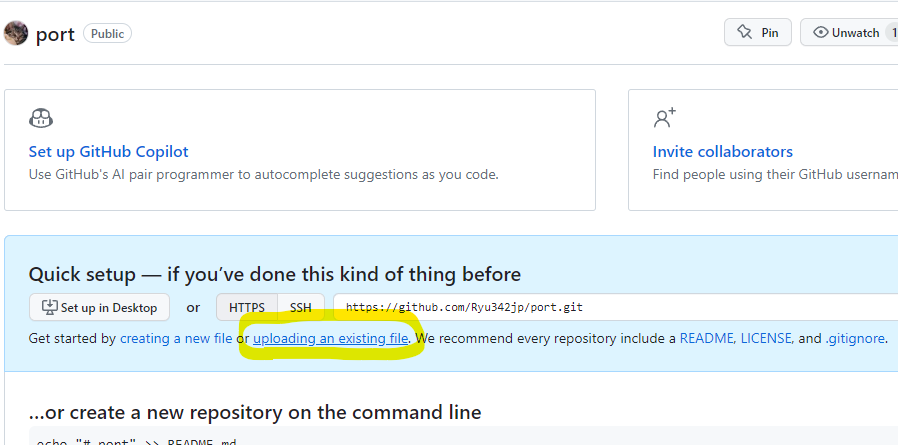 port Public Pin Unwatch 1
Set up GitHub Copilot
Use GitHub's AI pair programmer to autocomplete suggestions as you code.
Invite collaborators
Find people using their GitHub usernam
Quick setup — if you've done this kind of thing before
Set up in Desktop or HTTPS SSH https://github.com/Ryu342jp/port.git
Get started by creating a new file or uploading an existing file. We recommend every repository include a README, LICENSE, and .gitignore.
…or create a new repository on the command line
echo "# port" >> README.md